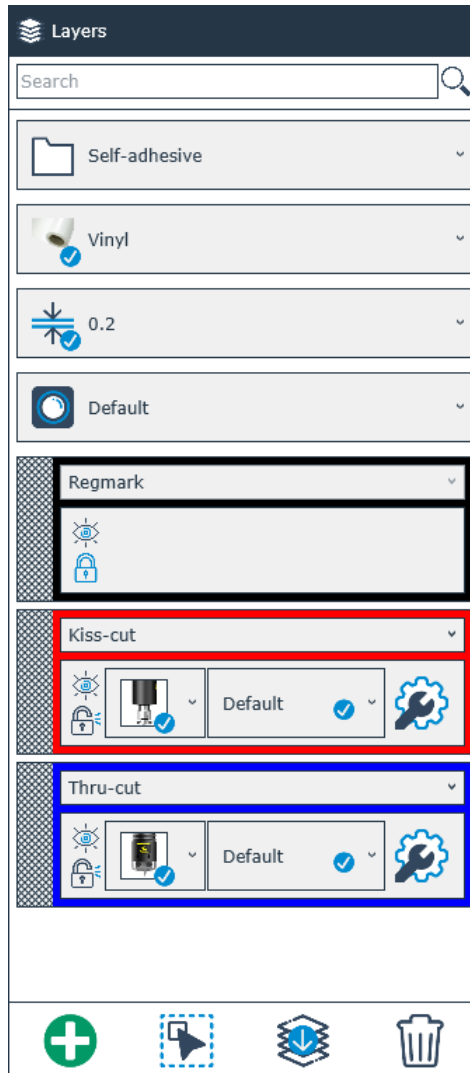 Layers
Search
Self-adhesive
Vinyl
0.2
Default
Regmark
Kiss-cut
Default
Thru-cut
Default